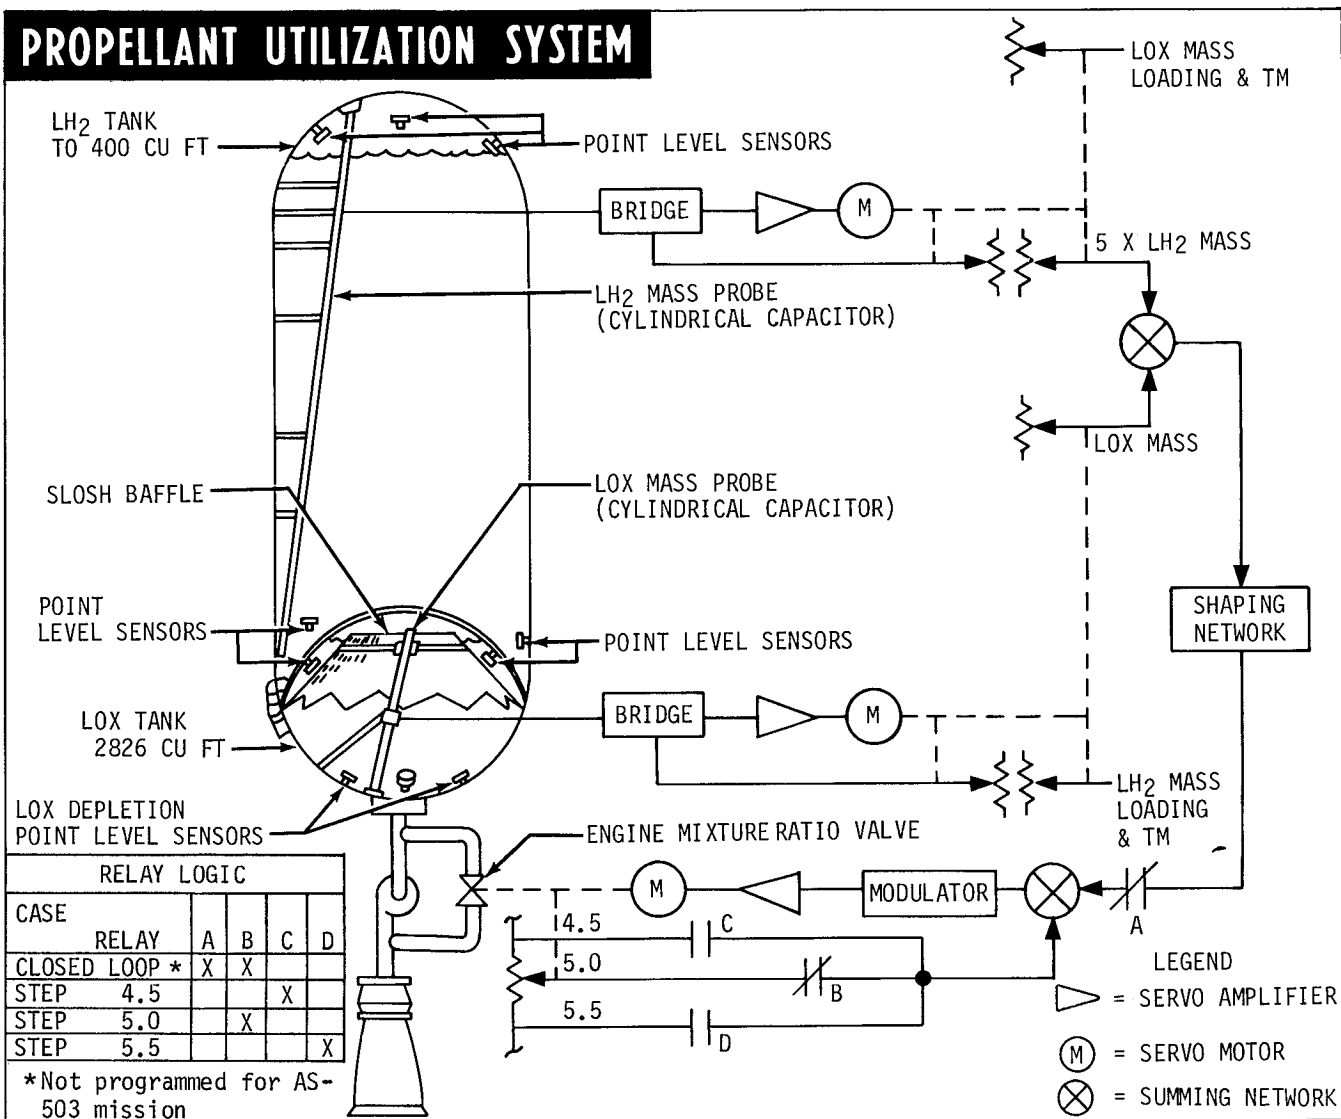 PROPELLANT UTILIZATION SYSTEM
LOX MASS
LOADING & TM
LH2 TANK
TO 400 CU FT
POINT LEVEL SENSORS
BRIDGE
M
5 X LH2 MASS
LH2 MASS PROBE
(CYLINDRICAL CAPACITOR)
LOX MASS
SLOSH BAFFLE
LOX MASS PROBE
(CYLINDRICAL CAPACITOR)
POINT
LEVEL SENSORS
SHAPING
NETWORK
POINT LEVEL SENSORS
LOX TANK
2826 CU FT
BRIDGE
M
LH2 MASS
LOADING
& TM
LOX DEPLETION
POINT LEVEL SENSORS
ENGINE MIXTURE RATIO VALVE
M
MODULATOR
A
4.5
C
5.0
B
5.5
D
RELAY LOGIC
CASE
RELAY A B C D
CLOSED LOOP * X X
STEP 4.5 X
STEP 5.0 X
STEP 5.5 X
*Not programmed for AS-
503 mission
LEGEND
= SERVO AMPLIFIER
M = SERVO MOTOR
= SUMMING NETWORK